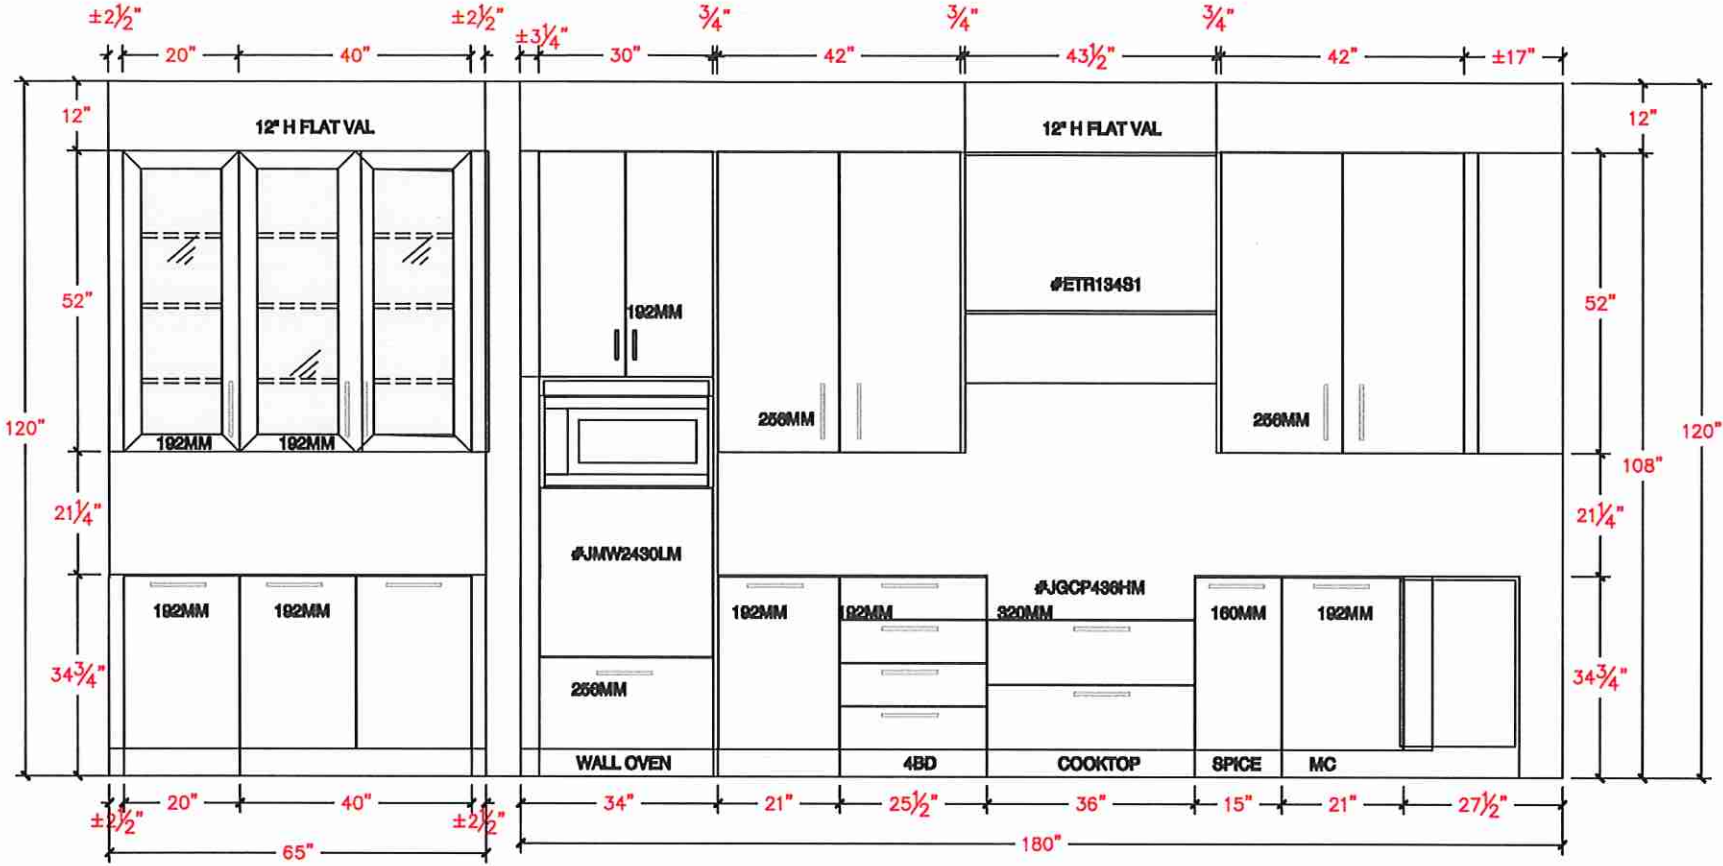 ±2½" ±2½" ¾" ¾" ¾"
20" 40" ±3¼" 30" 42" 43½" 42" ±17"
12" 12" H FLAT VAL 12" H FLAT VAL 12"
#ETR134S1
52" 192MM 52"
256MM 256MM
120" 192MM 192MM 120"
108"
21¼" 21¼"
#JMW2430LM
#JGCP436HM
192MM 192MM 192MM 192MM 320MM 160MM 192MM
34¾" 256MM 34¾"
WALL OVEN 4BD COOKTOP SPICE MC
20" 40" 34" 21" 25½" 36" 15" 21" 27½"
±2½" ±2½"
65" 180"